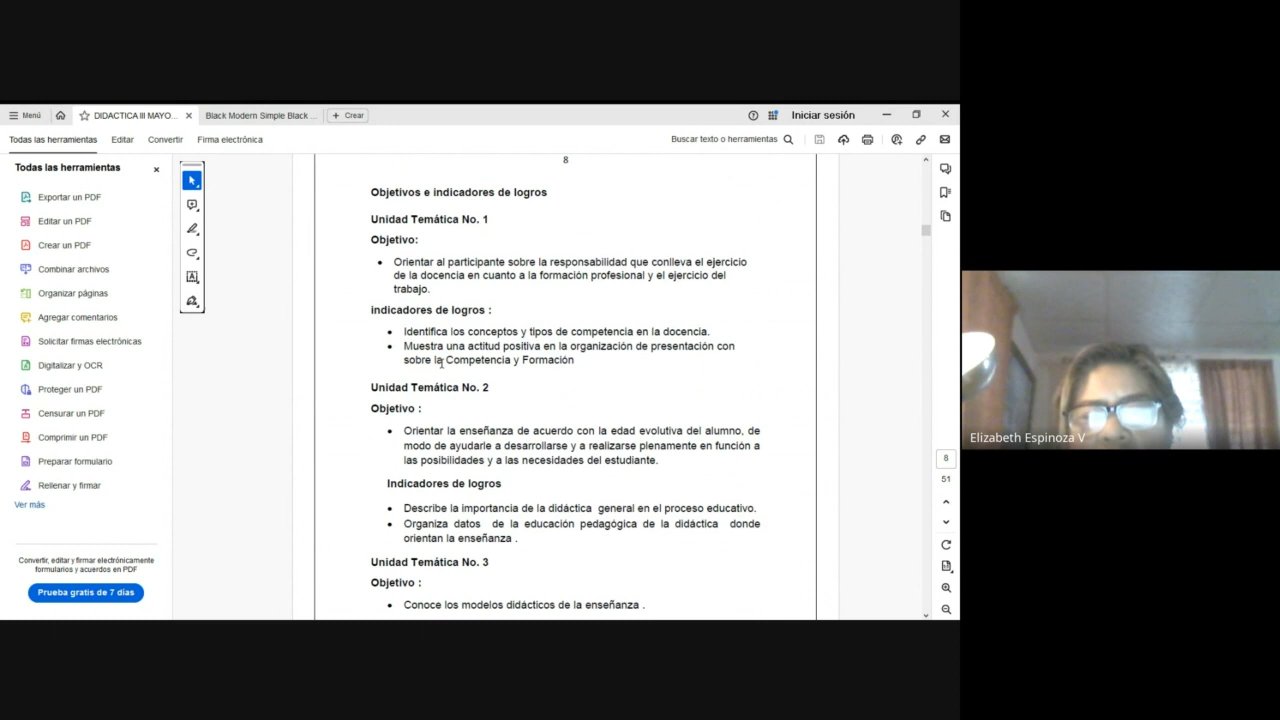 Menú
DIDACTICA III MAYO...
Black Modern Simple Black ...
+ Crear
Iniciar sesión
Todas las herramientas
Editar
Convertir
Firma electrónica
Buscar texto o herramientas
Todas las herramientas
Exportar un PDF
Editar un PDF
Crear un PDF
Combinar archivos
Organizar páginas
Agregar comentarios
Solicitar firmas electrónicas
Digitalizar y OCR
Proteger un PDF
Censurar un PDF
Comprimir un PDF
Preparar formulario
Rellenar y firmar
Ver más
Convertir, editar y firmar electrónicamente
formularios y acuerdos en PDF
Prueba gratis de 7 días
8
Objetivos e indicadores de logros
Unidad Temática No. 1
Objetivo:
• Orientar al participante sobre la responsabilidad que conlleva el ejercicio
de la docencia en cuanto a la formación profesional y el ejercicio del
trabajo.
indicadores de logros :
• Identifica los conceptos y tipos de competencia en la docencia.
• Muestra una actitud positiva en la organización de presentación con
sobre la Competencia y Formación
Unidad Temática No. 2
Objetivo :
• Orientar la enseñanza de acuerdo con la edad evolutiva del alumno, de
modo de ayudarle a desarrollarse y a realizarse plenamente en función a
las posibilidades y a las necesidades del estudiante.
Indicadores de logros
• Describe la importancia de la didáctica general en el proceso educativo.
• Organiza datos de la educación pedagógica de la didáctica donde
orientan la enseñanza .
Unidad Temática No. 3
Objetivo :
• Conoce los modelos didácticos de la enseñanza .
8
51
Elizabeth Espinoza V